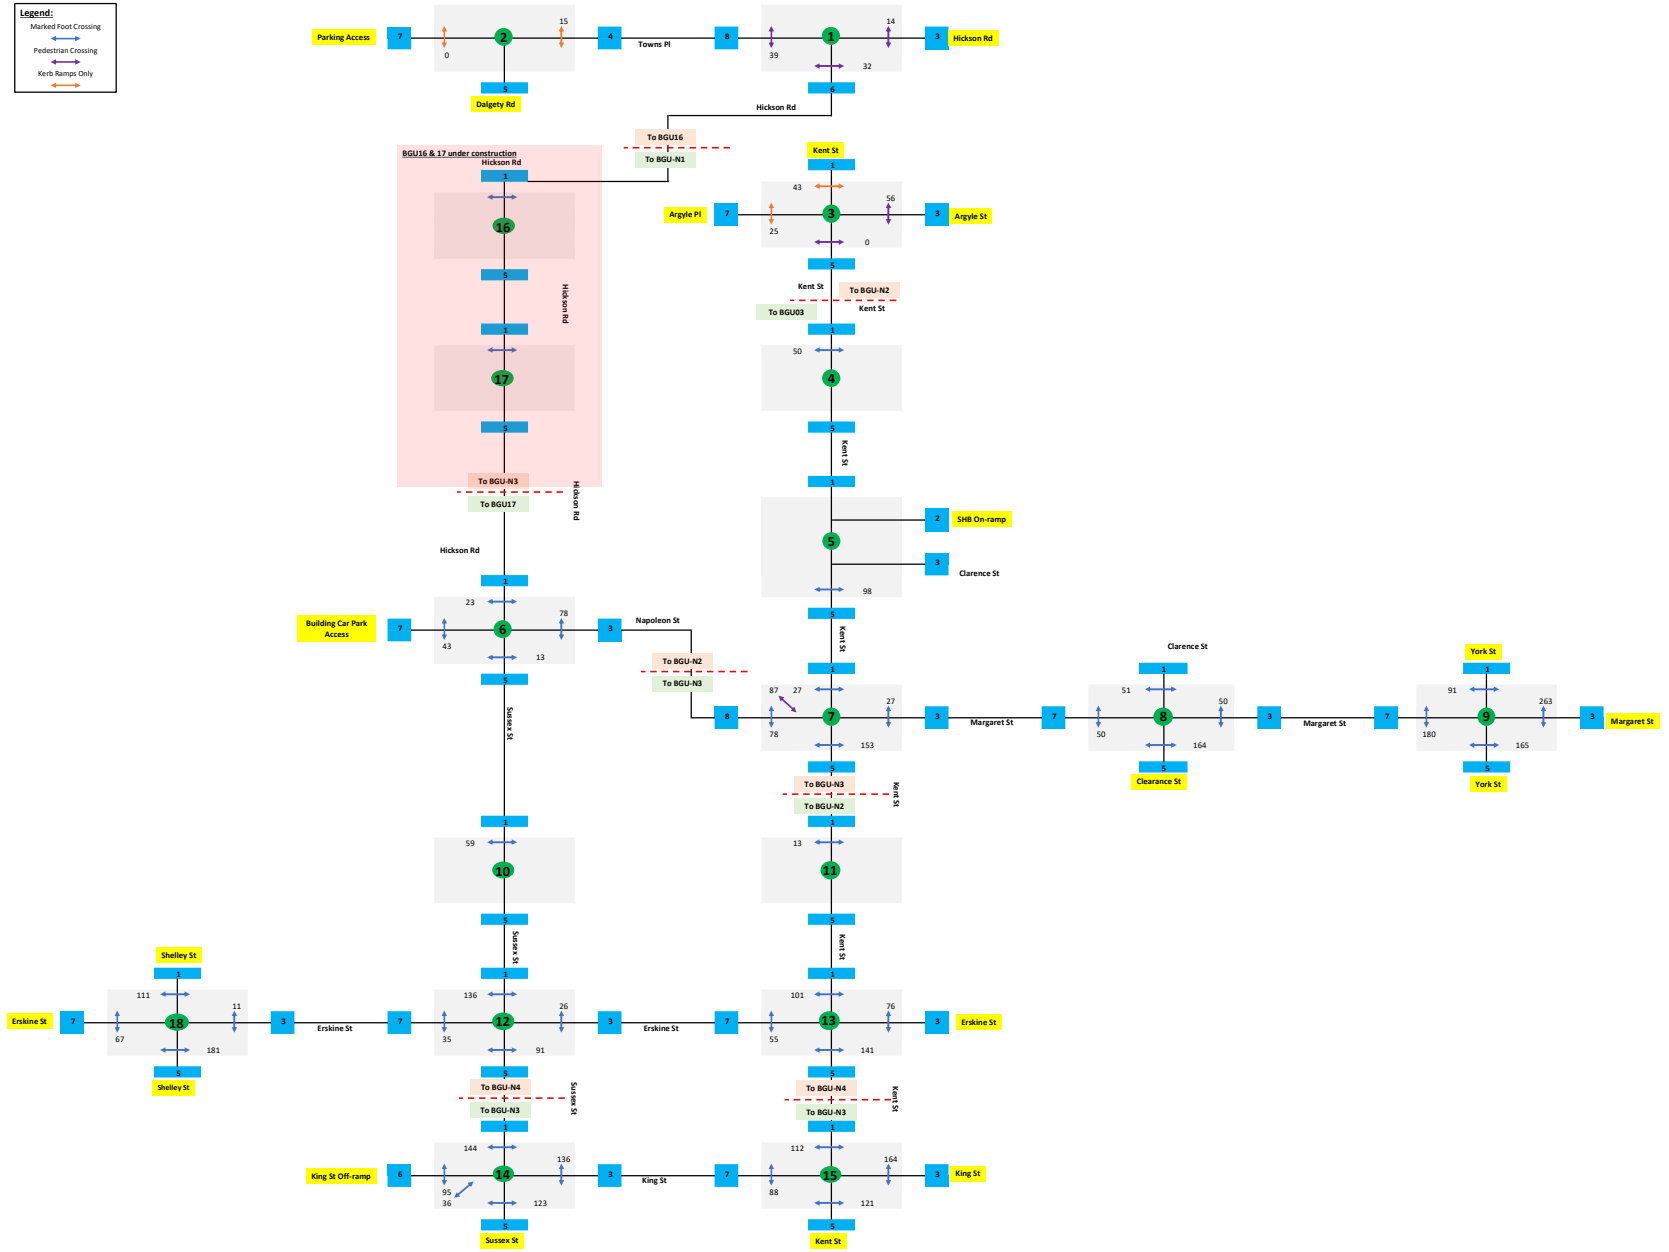 Legend:
Marked Foot Crossing
Pedestrian Crossing
Kerb Ramps Only
15
14
Parking Access
7
2
4
Towns Pl
8
1
3
Hickson Rd
0
39
32
5
6
Dalgety Rd
Hickson Rd
To BGU16
To BGU-N1
BGU16 & 17 under construction
Hickson Rd
1
Kent St
1
43
56
Argyle Pl
7
3
3
Argyle St
16
25
0
5
5
Hickson Rd
Kent St
To BGU-N2
To BGU03
Kent St
1
1
50
17
4
5
5
Kent St
To BGU-N3
To BGU17
Hickson Rd
1
2
SHB On-ramp
5
Hickson Rd
3
Clarence St
1
98
23
78
5
Building Car Park
Access
7
6
3
Napoleon St
Kent St
43
13
To BGU-N2
To BGU-N3
5
Sussex St
1
Clarence St
1
York St
1
87
27
27
51
50
91
263
8
7
3
Margaret St
7
8
3
Margaret St
7
9
3
Margaret St
78
153
50
164
180
165
5
5
5
Clearance St
York St
To BGU-N3
To BGU-N2
Kent St
1
1
59
13
10
11
5
5
Sussex St
Kent St
Shelley St
1
1
1
111
11
136
26
101
76
Erskine St
7
18
3
Erskine St
7
12
3
Erskine St
7
13
3
Erskine St
67
181
35
91
55
141
5
5
5
Shelley St
To BGU-N4
To BGU-N3
Sussex St
To BGU-N4
To BGU-N3
Kent St
1
1
144
136
112
164
King St Off-ramp
6
14
3
King St
7
15
3
King St
95
36
123
88
121
5
5
Sussex St
Kent St